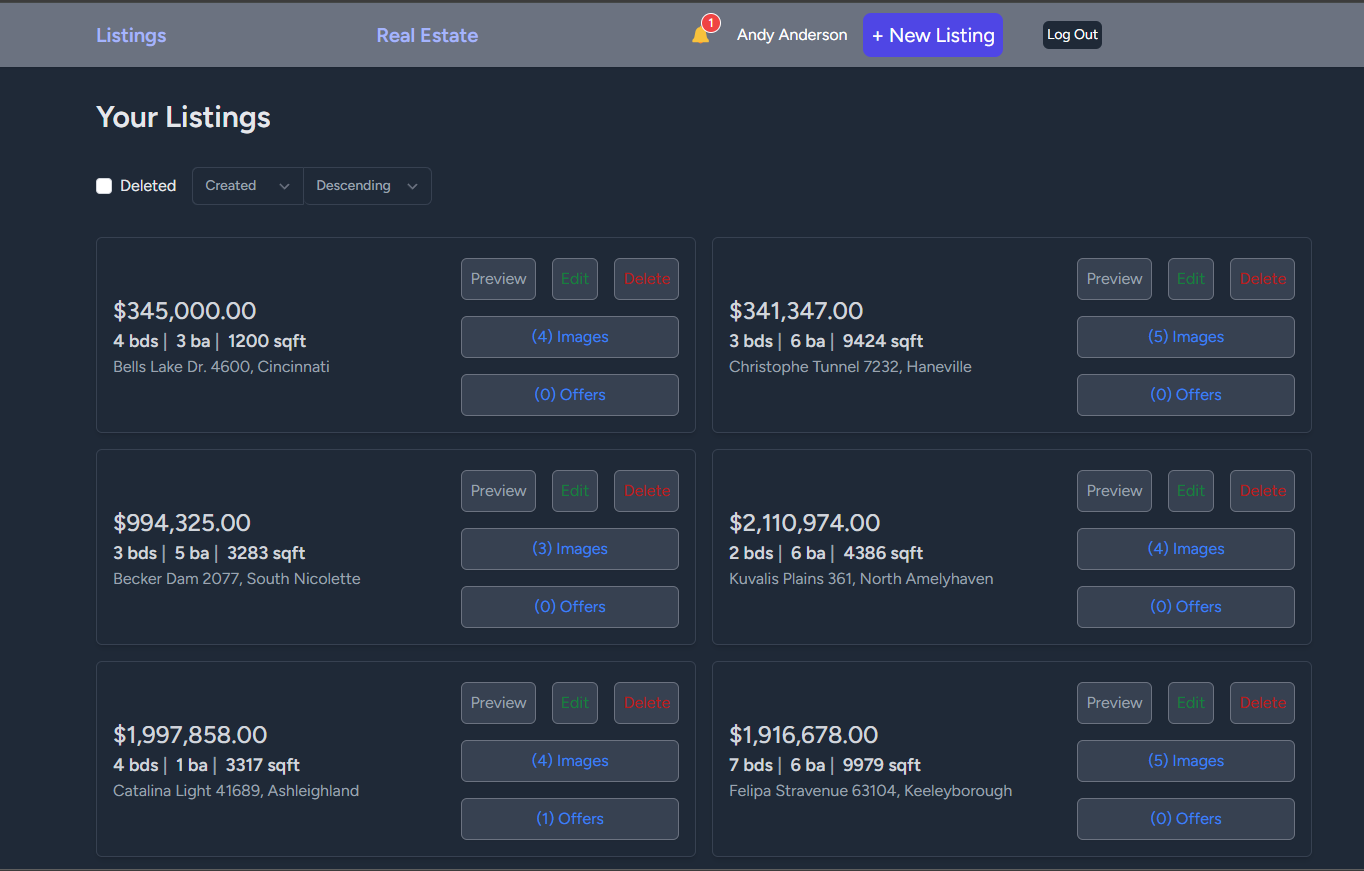 Listings Real Estate 1 Andy Anderson + New Listing Log Out
Your Listings
Deleted Created Descending
Preview Edit Delete
$345,000.00
4 bds | 3 ba | 1200 sqft
Bells Lake Dr. 4600, Cincinnati
(4) Images
(0) Offers
Preview Edit Delete
$341,347.00
3 bds | 6 ba | 9424 sqft
Christophe Tunnel 7232, Haneville
(5) Images
(0) Offers
Preview Edit Delete
$994,325.00
3 bds | 5 ba | 3283 sqft
Becker Dam 2077, South Nicolette
(3) Images
(0) Offers
Preview Edit Delete
$2,110,974.00
2 bds | 6 ba | 4386 sqft
Kuvalis Plains 361, North Amelyhaven
(4) Images
(0) Offers
Preview Edit Delete
$1,997,858.00
4 bds | 1 ba | 3317 sqft
Catalina Light 41689, Ashleighland
(4) Images
(1) Offers
Preview Edit Delete
$1,916,678.00
7 bds | 6 ba | 9979 sqft
Felipa Stravenue 63104, Keeleyborough
(5) Images
(0) Offers